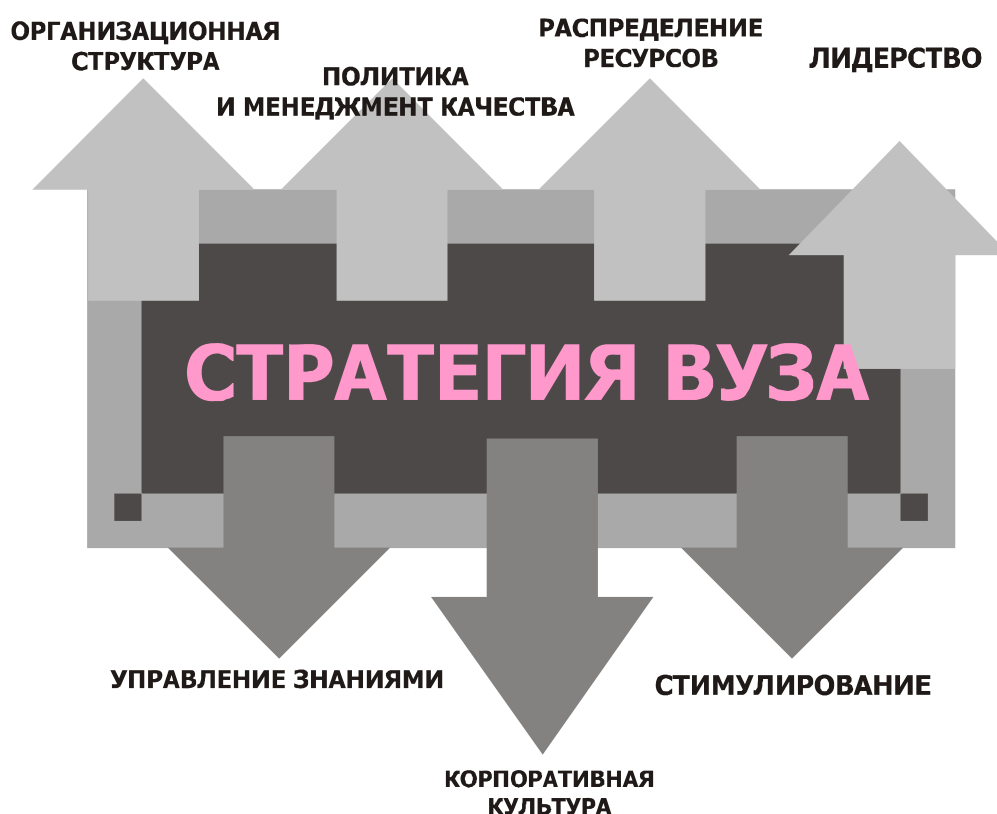 ОРГАНИЗАЦИОННАЯ
СТРУКТУРА
ПОЛИТИКА
И МЕНЕДЖМЕНТ КАЧЕСТВА
РАСПРЕДЕЛЕНИЕ
РЕСУРСОВ
ЛИДЕРСТВО
СТРАТЕГИЯ ВУЗА
УПРАВЛЕНИЕ ЗНАНИЯМИ
КОРПОРАТИВНАЯ
КУЛЬТУРА
СТИМУЛИРОВАНИЕ